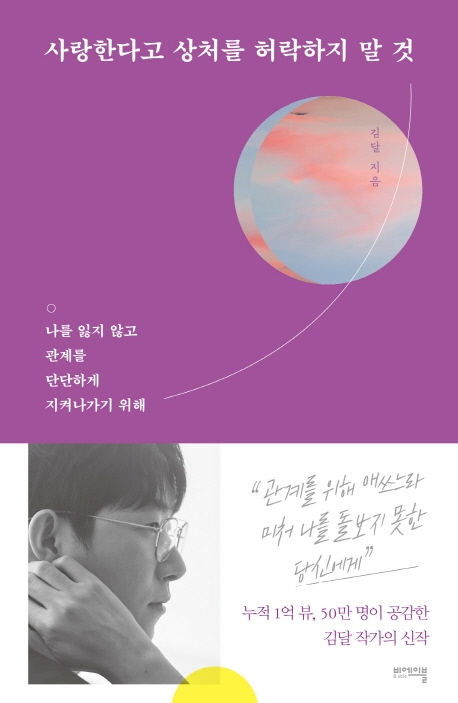 사랑한다고 상처를 허락하지 말 것
김달 지음
나를 잃지 않고
관계를
단단하게
지켜나가기 위해
“관계를 위해 애쓰느라
미처 나를 돌보지 못한
당신에게”
누적 1억 뷰, 50만 명이 공감한
김달 작가의 신작
비에이블
B able